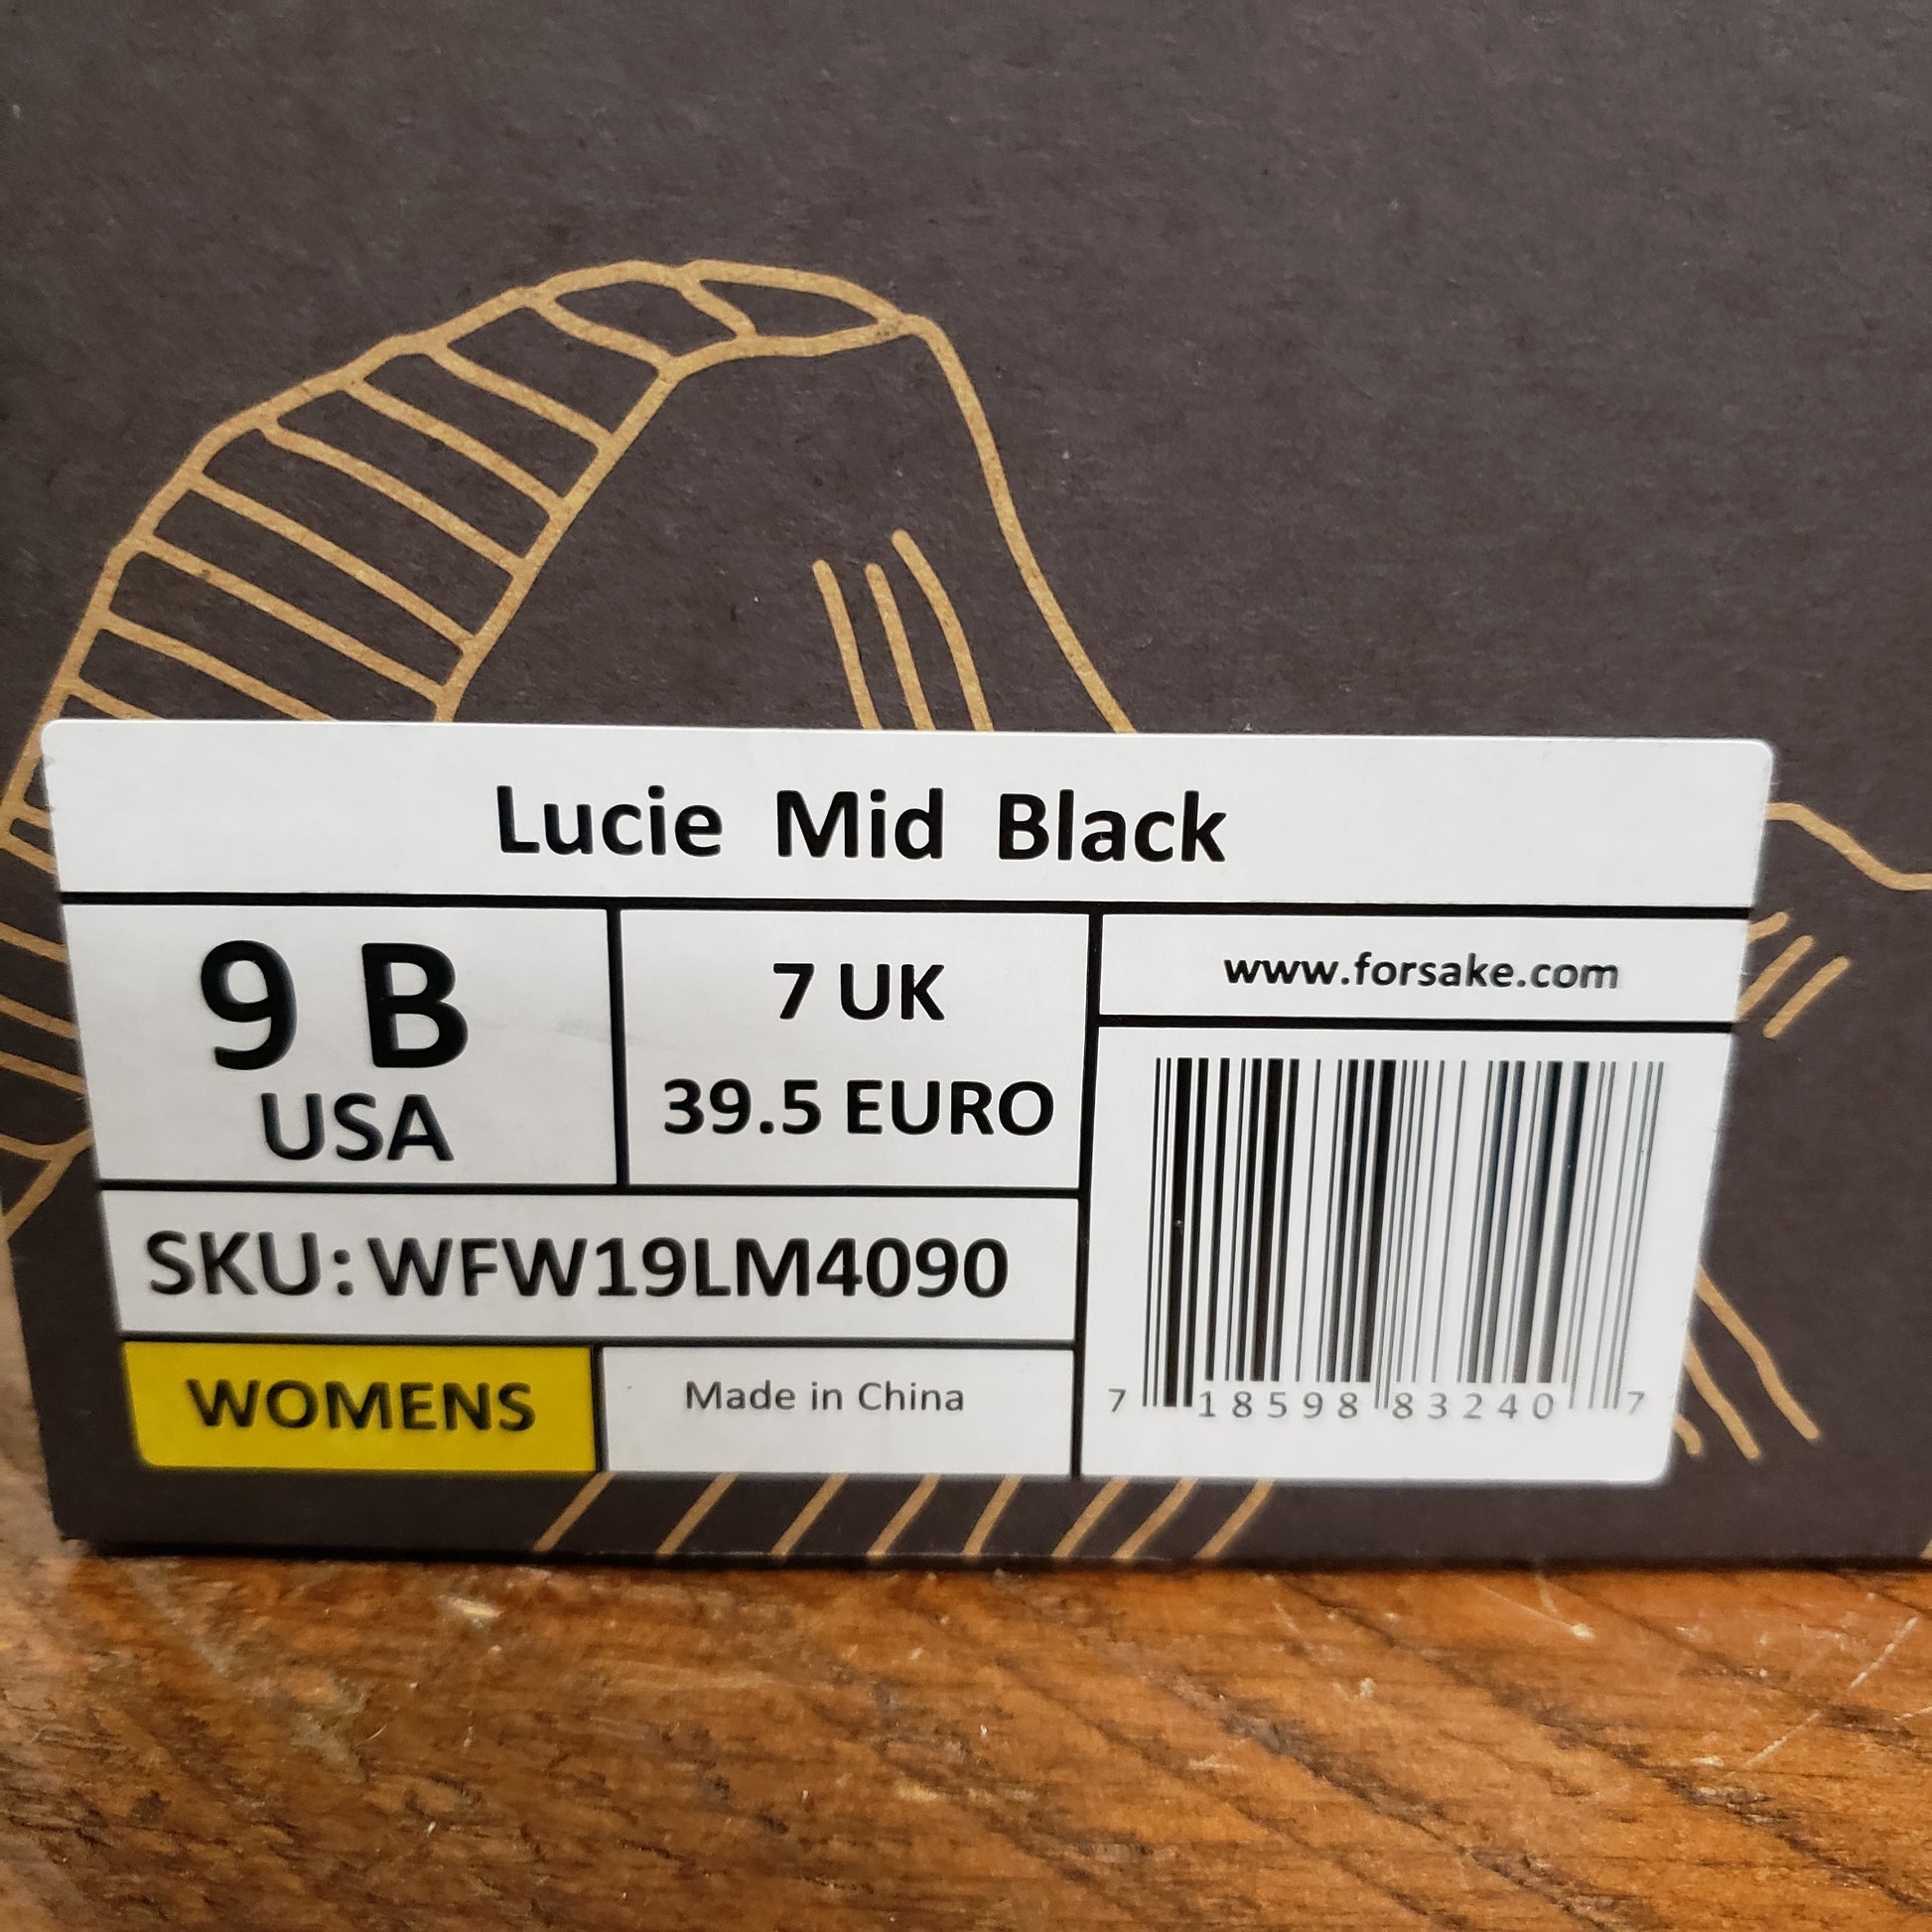 Lucie Mid Black
9 B
USA
7 UK
39.5 EURO
www.forsake.com
SKU: WFW19LM4090
WOMENS
Made in China
7 18598 83240 7